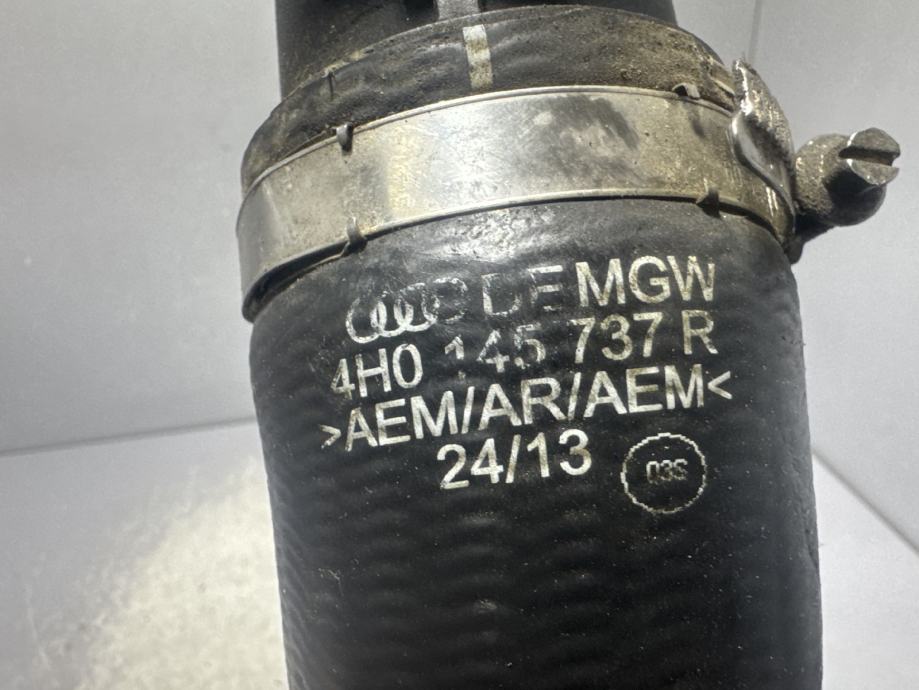 DE MGW
4H0 145 737 R
>AEM/AR/AEM<
24/13
03S